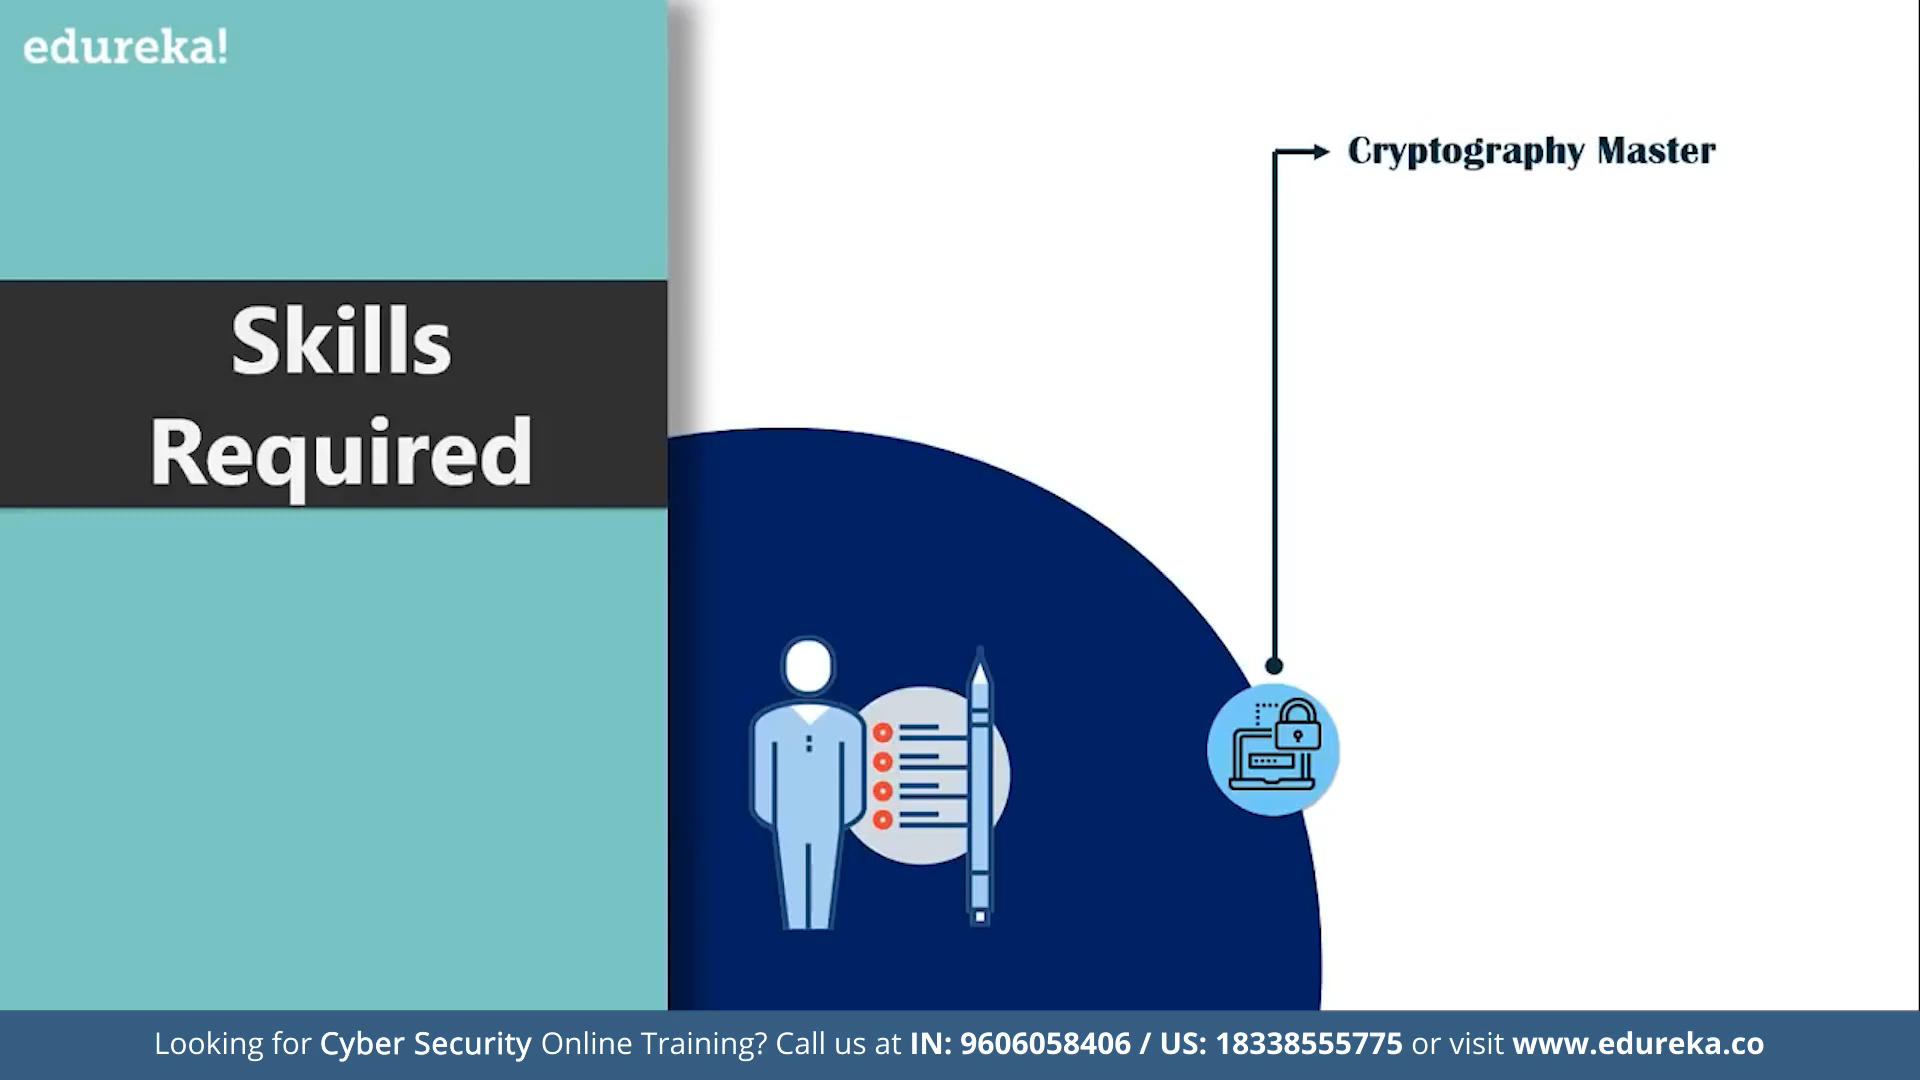 edureka!
Skills
Required
Cryptography Master
Looking for Cyber Security Online Training? Call us at IN: 9606058406 / US: 18338555775 or visit www.edureka.co